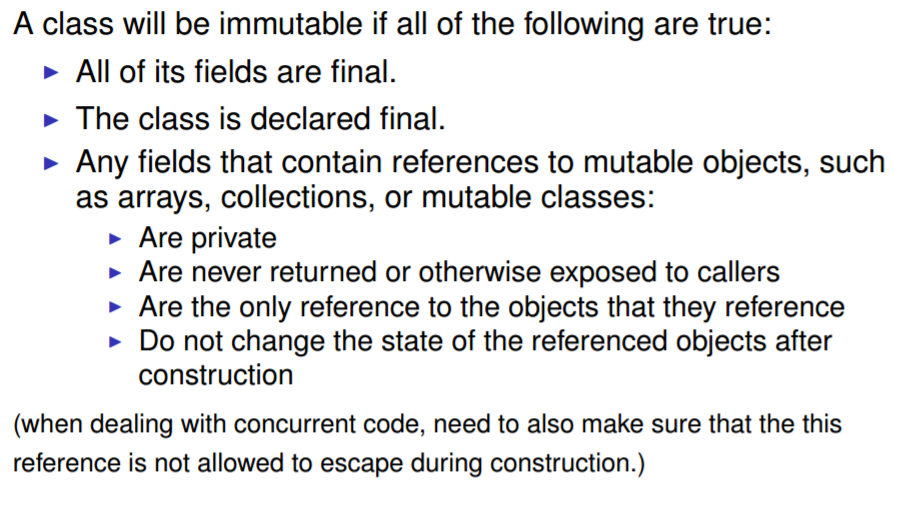 A class will be immutable if all of the following are true:
▶ All of its fields are final.
▶ The class is declared final.
▶ Any fields that contain references to mutable objects, such
as arrays, collections, or mutable classes:
▶ Are private
▶ Are never returned or otherwise exposed to callers
▶ Are the only reference to the objects that they reference
▶ Do not change the state of the referenced objects after
construction
(when dealing with concurrent code, need to also make sure that the this
reference is not allowed to escape during construction.)